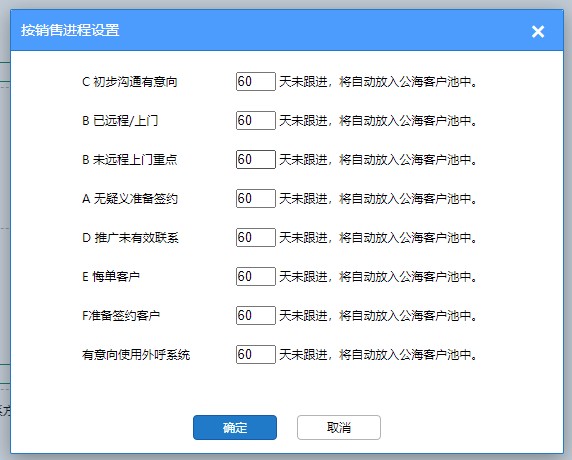 按销售进程设置
C 初步沟通有意向 60 天未跟进，将自动放入公海客户池中。
B 已远程/上门 60 天未跟进，将自动放入公海客户池中。
B 未远程上门重点 60 天未跟进，将自动放入公海客户池中。
A 无疑义准备签约 60 天未跟进，将自动放入公海客户池中。
D 推广未有效联系 60 天未跟进，将自动放入公海客户池中。
E 悔单客户 60 天未跟进，将自动放入公海客户池中。
F准备签约客户 60 天未跟进，将自动放入公海客户池中。
有意向使用外呼系统 60 天未跟进，将自动放入公海客户池中。
确定 取消